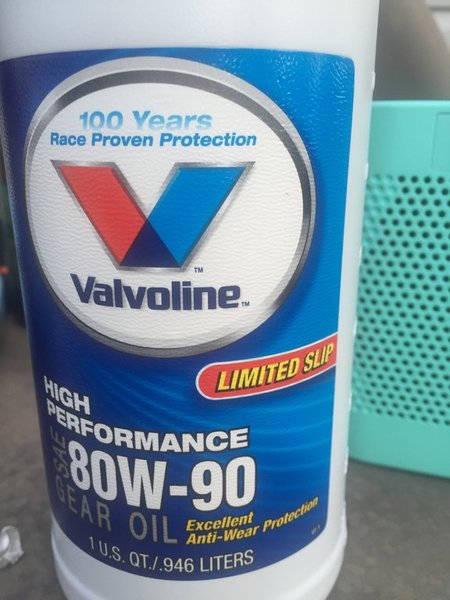 100 Years
Race Proven Protection
Valvoline™
LIMITED SLIP
HIGH
PERFORMANCE
SAE
80W-90
GEAR OIL
Excellent
Anti-Wear Protection
1 U.S. QT./.946 LITERS